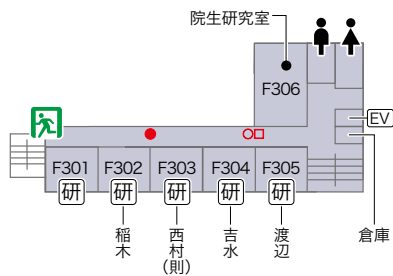 院生研究室
F306
EV
F301
F302
F303
F304
F305
研
研
研
研
研
稲木
西村(則)
吉水
渡辺
倉庫